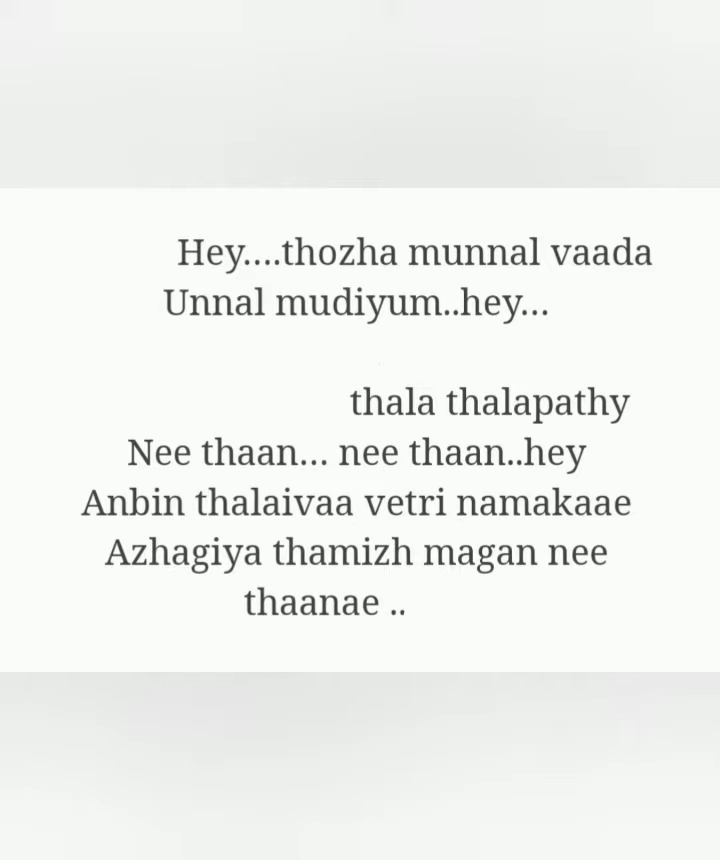 Hey....thozha munnal vaada
Unnal mudiyum..hey...
thala thalapathy
Nee thaan... nee thaan..hey
Anbin thalaivaa vetri namakaae
Azhagiya thamizh magan nee
thaanae ..